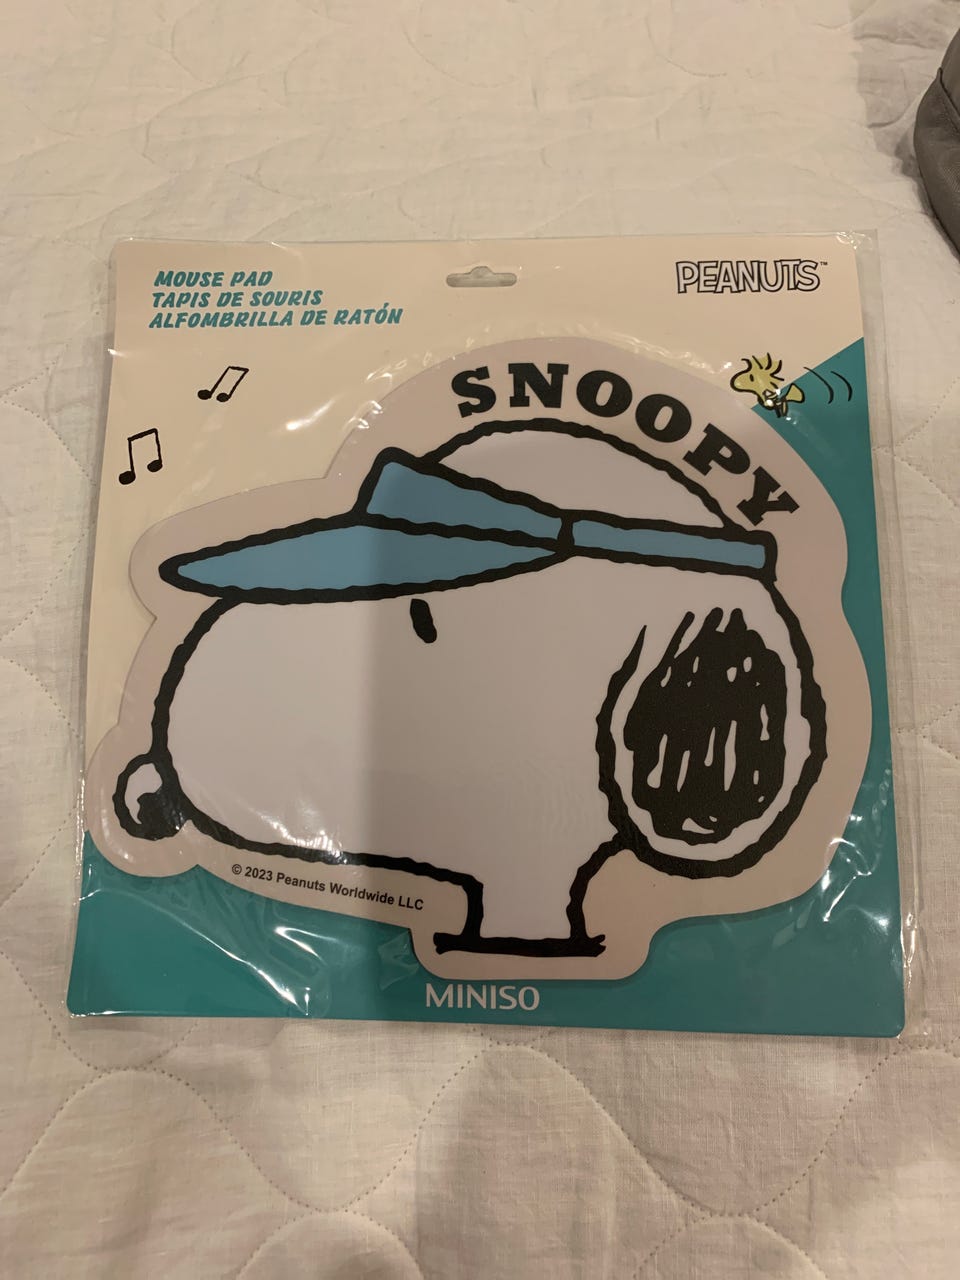 MOUSE PAD
TAPIS DE SOURIS
ALFOMBRILLA DE RATÓN
PEANUTS™
SNOOPY
© 2023 Peanuts Worldwide LLC
MINISO